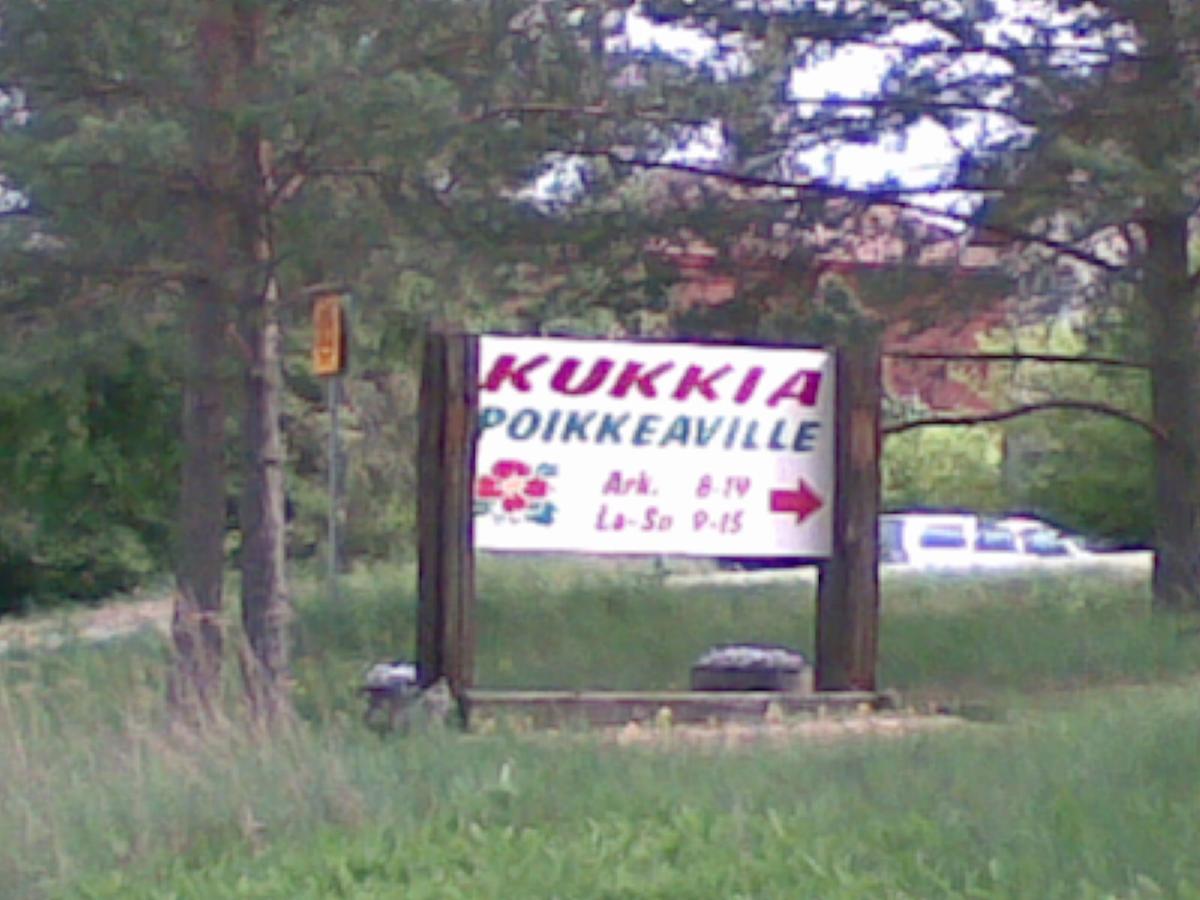 KUKKIA
POIKKEAVILLE
Ark. 8-19
La-Su 9-15